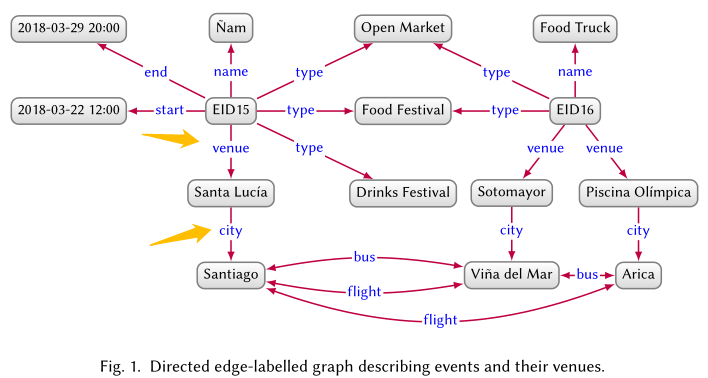 2018-03-29 20:00
Ñam
Open Market
Food Truck
end
name
type
type
name
2018-03-22 12:00
start
EID15
type
Food Festival
type
EID16
venue
type
venue
venue
Santa Lucía
Drinks Festival
Sotomayor
Piscina Olímpica
city
city
city
bus
Santiago
Viña del Mar
bus
Arica
flight
flight
Fig. 1. Directed edge-labelled graph describing events and their venues.